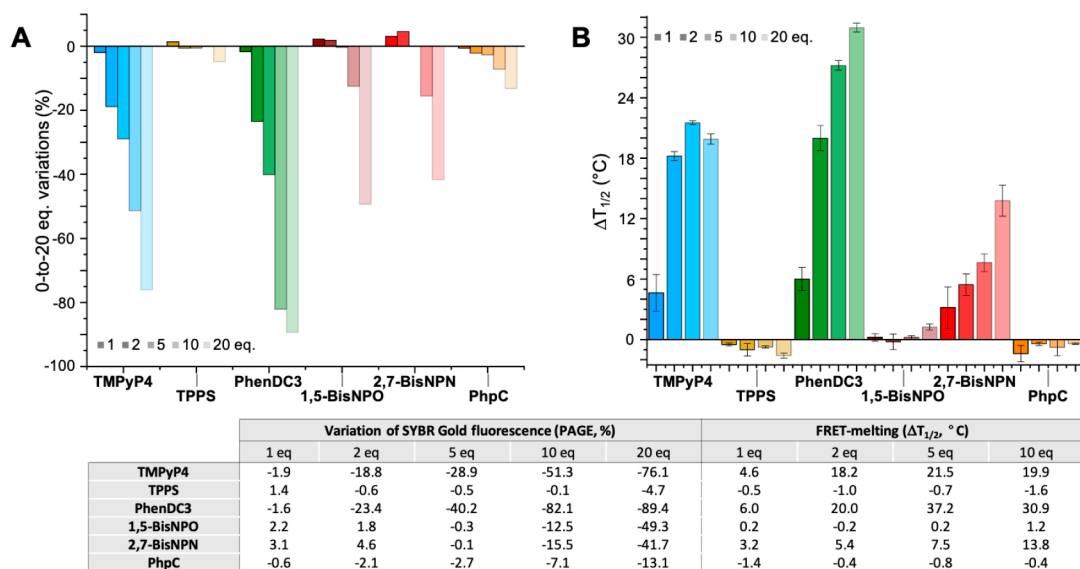 A
0-to-20 eq. variations (%)
0
-20
-40
-60
-80
-100
1 2 5 10 20 eq.
TMPyP4 PhenDC3 2,7-BisNPN
TPPS 1,5-BisNPO PhpC
B
ΔT1/2 (°C)
30
24
18
12
6
0
1 2 5 10 20 eq.
TMPyP4 PhenDC3 2,7-BisNPN
TPPS 1,5-BisNPO PhpC
Variation of SYBR Gold fluorescence (PAGE, %) FRET-melting (ΔT1/2, °C)
1 eq 2 eq 5 eq 10 eq 20 eq 1 eq 2 eq 5 eq 10 eq
TMPyP4 -1.9 -18.8 -28.9 -51.3 -76.1 4.6 18.2 21.5 19.9
TPPS 1.4 -0.6 -0.5 -0.1 -4.7 -0.5 -1.0 -0.7 -1.6
PhenDC3 -1.6 -23.4 -40.2 -82.1 -89.4 6.0 20.0 37.2 30.9
1,5-BisNPO 2.2 1.8 -0.3 -12.5 -49.3 0.2 -0.2 0.2 1.2
2,7-BisNPN 3.1 4.6 -0.1 -15.5 -41.7 3.2 5.4 7.5 13.8
PhpC -0.6 -2.1 -2.7 -7.1 -13.1 -1.4 -0.4 -0.8 -0.4